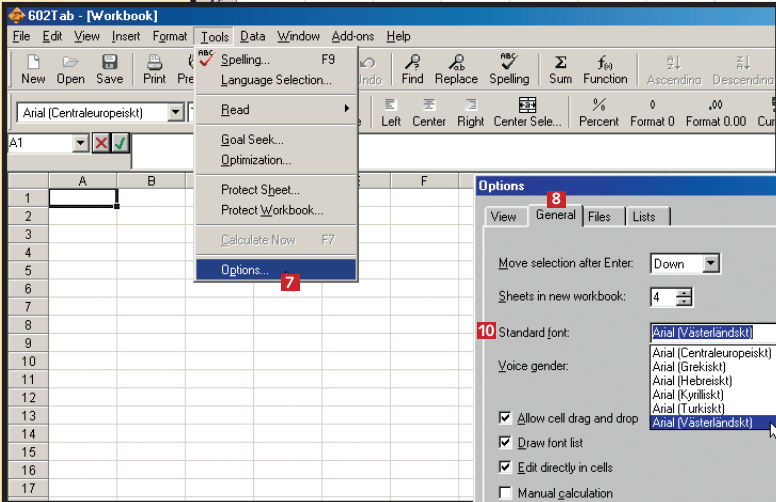 602Tab - [Workbook]
File Edit View Insert Format Tools Data Window Add-ons Help
New Open Save Print Find Replace Spelling Sum Function Ascending Descending
ABC ABC
Arial (Centraleuropeiskt) Left Center Right Center Sele... Percent Format 0 Format 0.00
% 0 .00
A1
Spelling... F9
Language Selection...
Read
Goal Seek...
Optimization...
Protect Sheet...
Protect Workbook...
Calculate Now F7
Options...
7
A B F
1
2
3
4
5
6
7
8
9
10
11
12
13
14
15
16
17
Options
8
View General Files Lists
Move selection after Enter: Down
Sheets in new workbook: 4
10 Standard font: Arial (Västerländskt)
Arial (Centraleuropeiskt)
Voice gender:
Arial (Grekiskt)
Arial (Hebreiskt)
Arial (Kyrilliskt)
Arial (Turkiskt)
Arial (Västerländskt)
Allow cell drag and drop
Draw font list
Edit directly in cells
Manual calculation